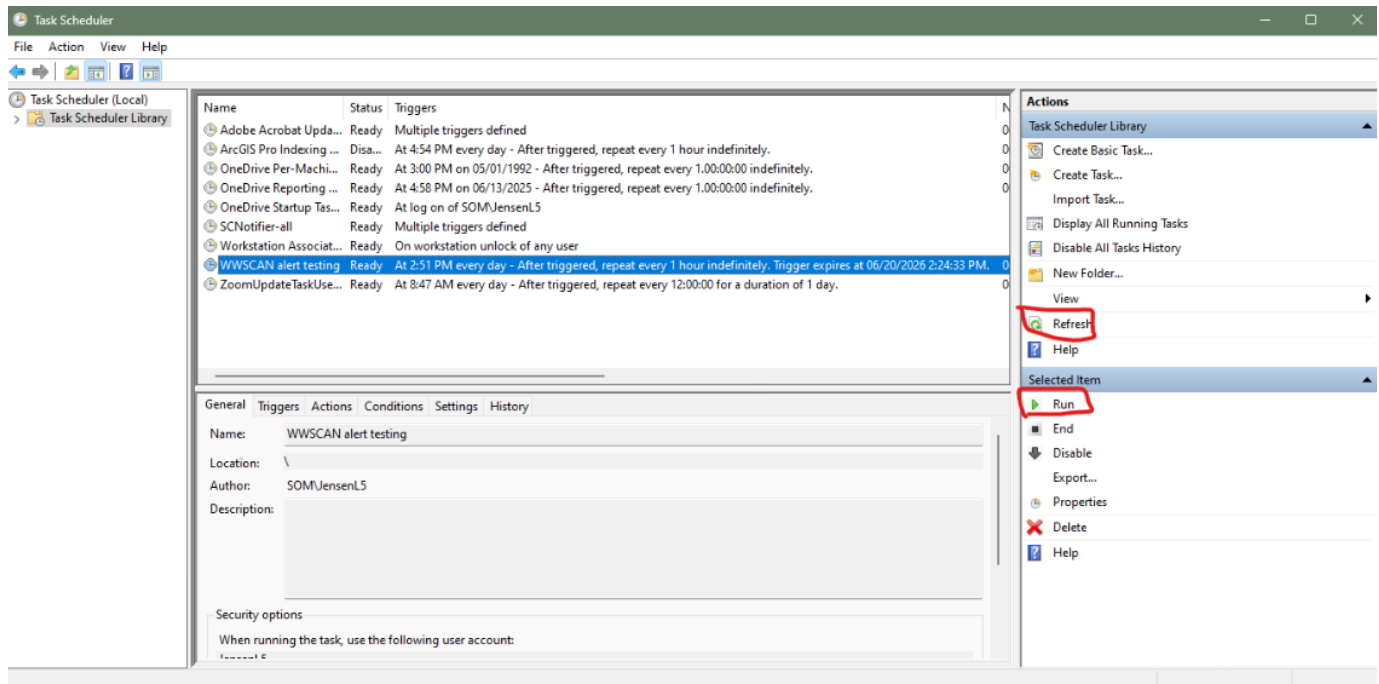 Task Scheduler
File Action View Help
Task Scheduler (Local)
Task Scheduler Library
Name Status Triggers N
Adobe Acrobat Upda... Ready Multiple triggers defined 0
ArcGIS Pro Indexing ... Disa... At 4:54 PM every day - After triggered, repeat every 1 hour indefinitely. 0
OneDrive Per-Machi... Ready At 3:00 PM on 05/01/1992 - After triggered, repeat every 1.00:00:00 indefinitely. 0
OneDrive Reporting ... Ready At 4:58 PM on 06/13/2025 - After triggered, repeat every 1.00:00:00 indefinitely. 0
OneDrive Startup Tas... Ready At log on of SOM\JensenL5
SCNotifier-all Ready Multiple triggers defined
Workstation Associat... Ready On workstation unlock of any user
WWSCAN alert testing Ready At 2:51 PM every day - After triggered, repeat every 1 hour indefinitely. Trigger expires at 06/20/2026 2:24:33 PM. 0
ZoomUpdateTaskUse... Ready At 8:47 AM every day - After triggered, repeat every 12:00:00 for a duration of 1 day. 0
General Triggers Actions Conditions Settings History
Name: WWSCAN alert testing
Location: \
Author: SOM\JensenL5
Description:
Security options
When running the task, use the following user account:
JensenL5
Actions
Task Scheduler Library
Create Basic Task...
Create Task...
Import Task...
Display All Running Tasks
Disable All Tasks History
New Folder...
View
Refresh
Help
Selected Item
Run
End
Disable
Export...
Properties
Delete
Help